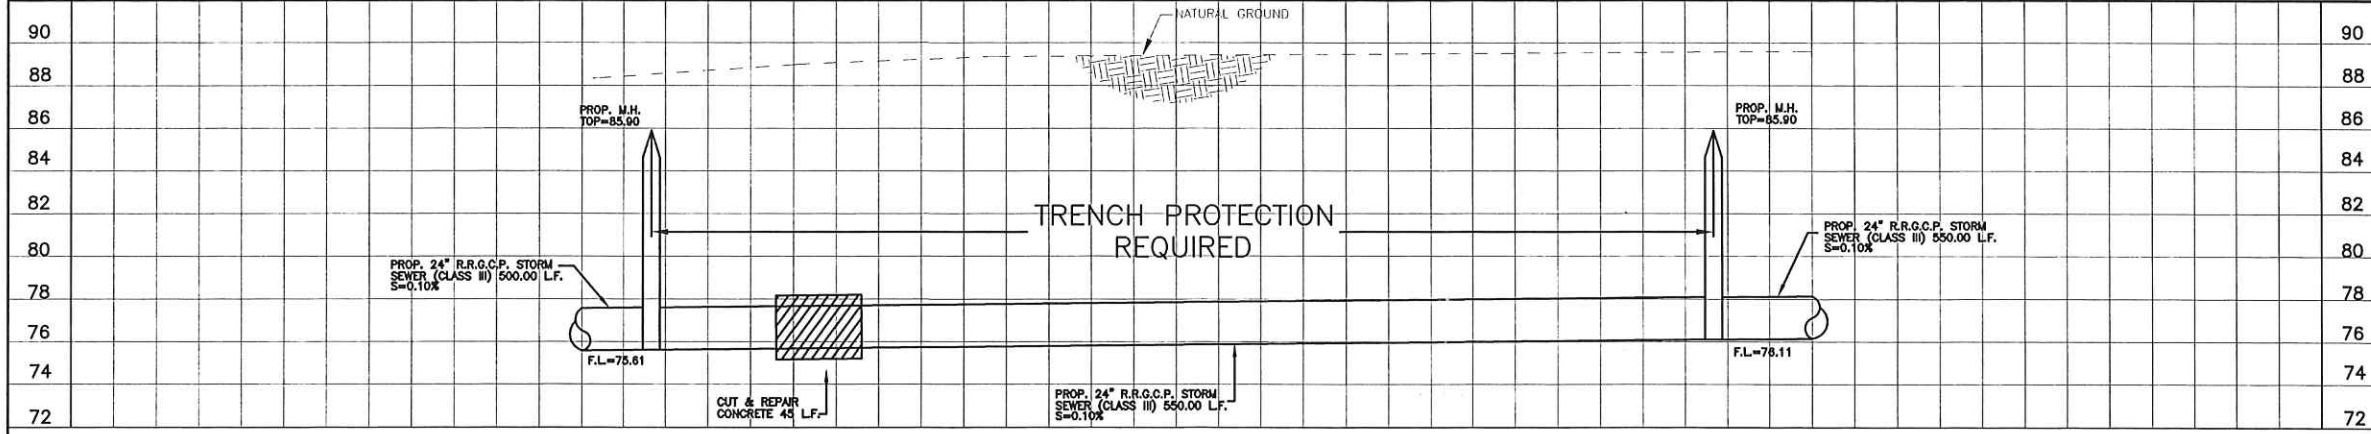 NATURAL GROUND
90
88
86
84
82
80
78
76
74
72
PROP. M.H.
TOP=85.90
PROP. 24" R.R.G.C.P. STORM
SEWER (CLASS III) 500.00 L.F.
S=0.10%
F.L.=75.61
CUT & REPAIR
CONCRETE 45 L.F.
TRENCH PROTECTION
REQUIRED
PROP. 24" R.R.G.C.P. STORM
SEWER (CLASS III) 550.00 L.F.
S=0.10%
PROP. M.H.
TOP=85.90
PROP. 24" R.R.G.C.P. STORM
SEWER (CLASS III) 550.00 L.F.
S=0.10%
F.L.=76.11
90
88
86
84
82
80
78
76
74
72